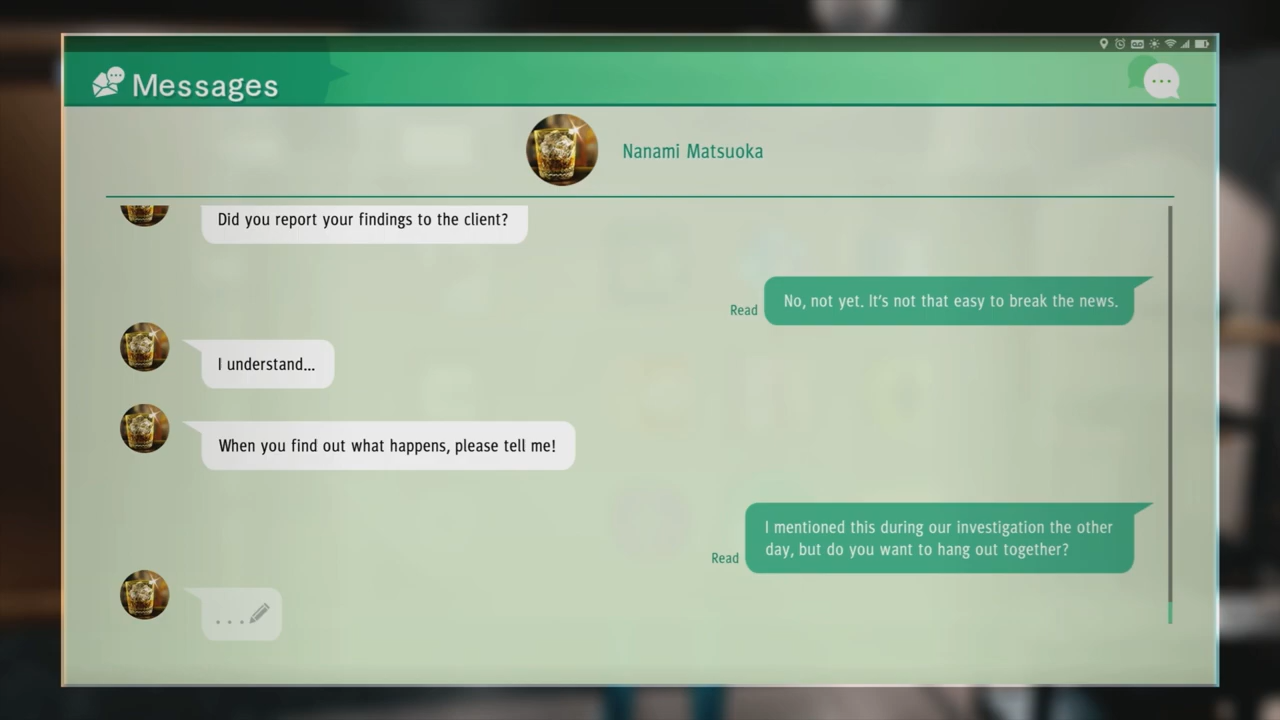 Messages
Nanami Matsuoka
Did you report your findings to the client?
No, not yet. It's not that easy to break the news.
Read
I understand...
When you find out what happens, please tell me!
I mentioned this during our investigation the other
day, but do you want to hang out together?
Read
...